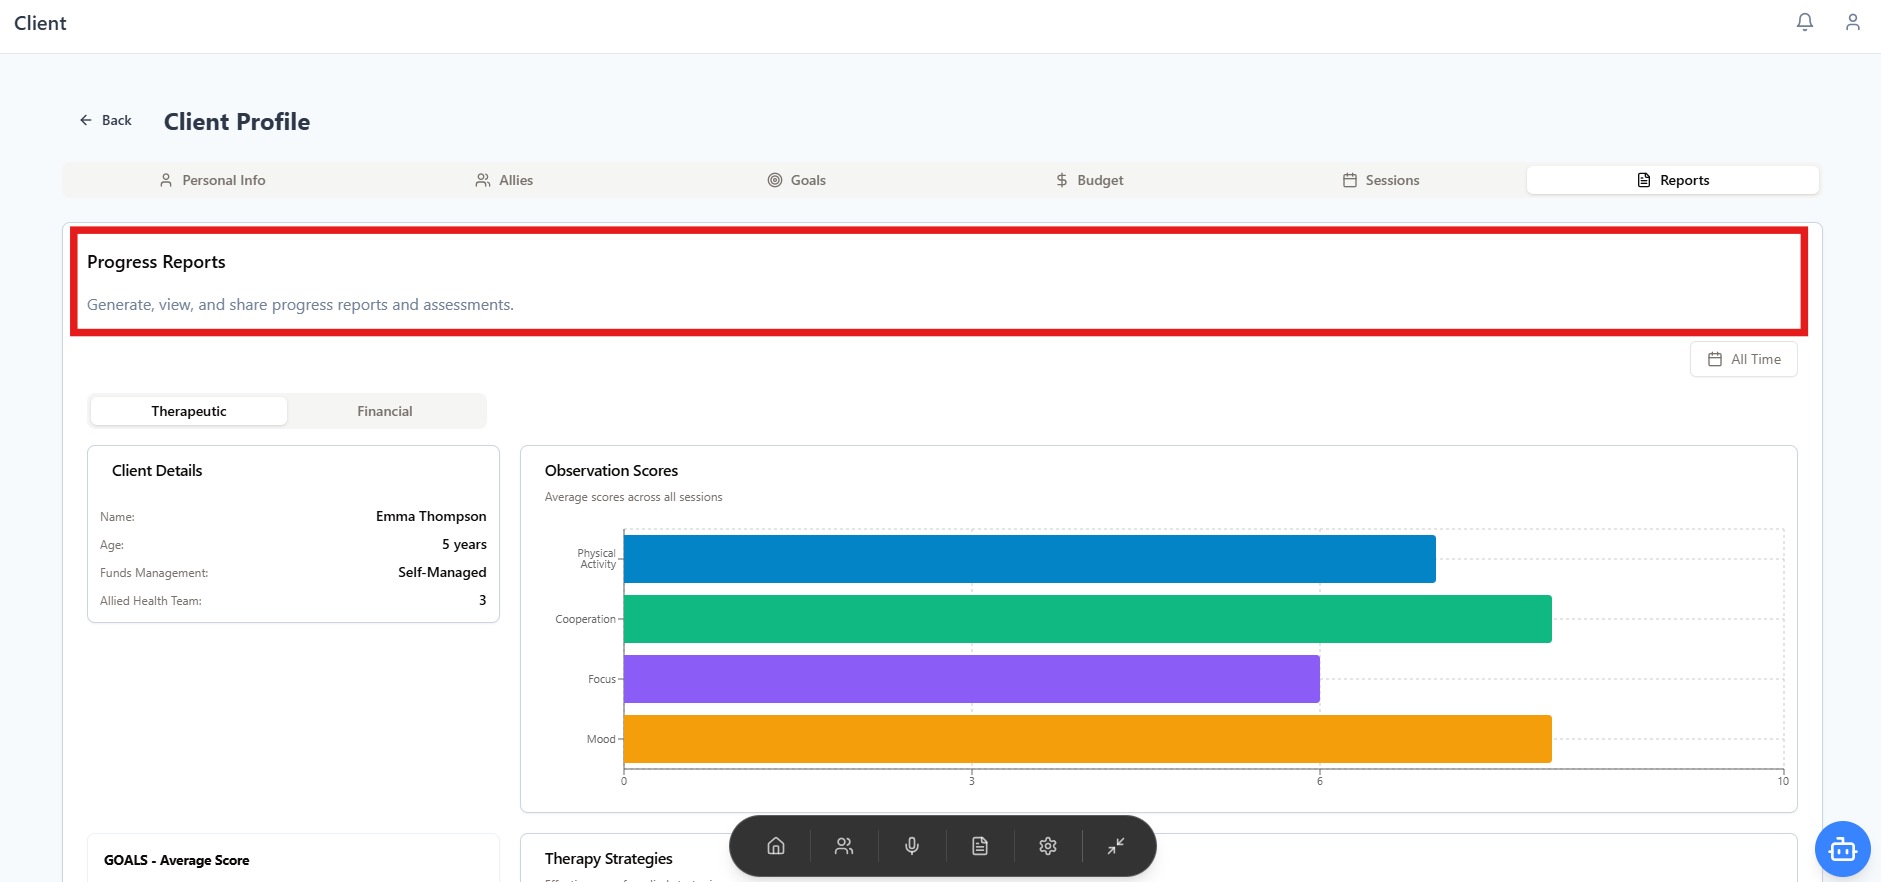 Client
Back
Client Profile
Personal Info
Allies
Goals
Budget
Sessions
Reports
Progress Reports
Generate, view, and share progress reports and assessments.
All Time
Therapeutic
Financial
Client Details
Name:
Emma Thompson
Age:
5 years
Funds Management:
Self-Managed
Allied Health Team:
3
Observation Scores
Average scores across all sessions
Physical
Activity
Cooperation
Focus
Mood
0
3
6
10
GOALS - Average Score
Therapy Strategies